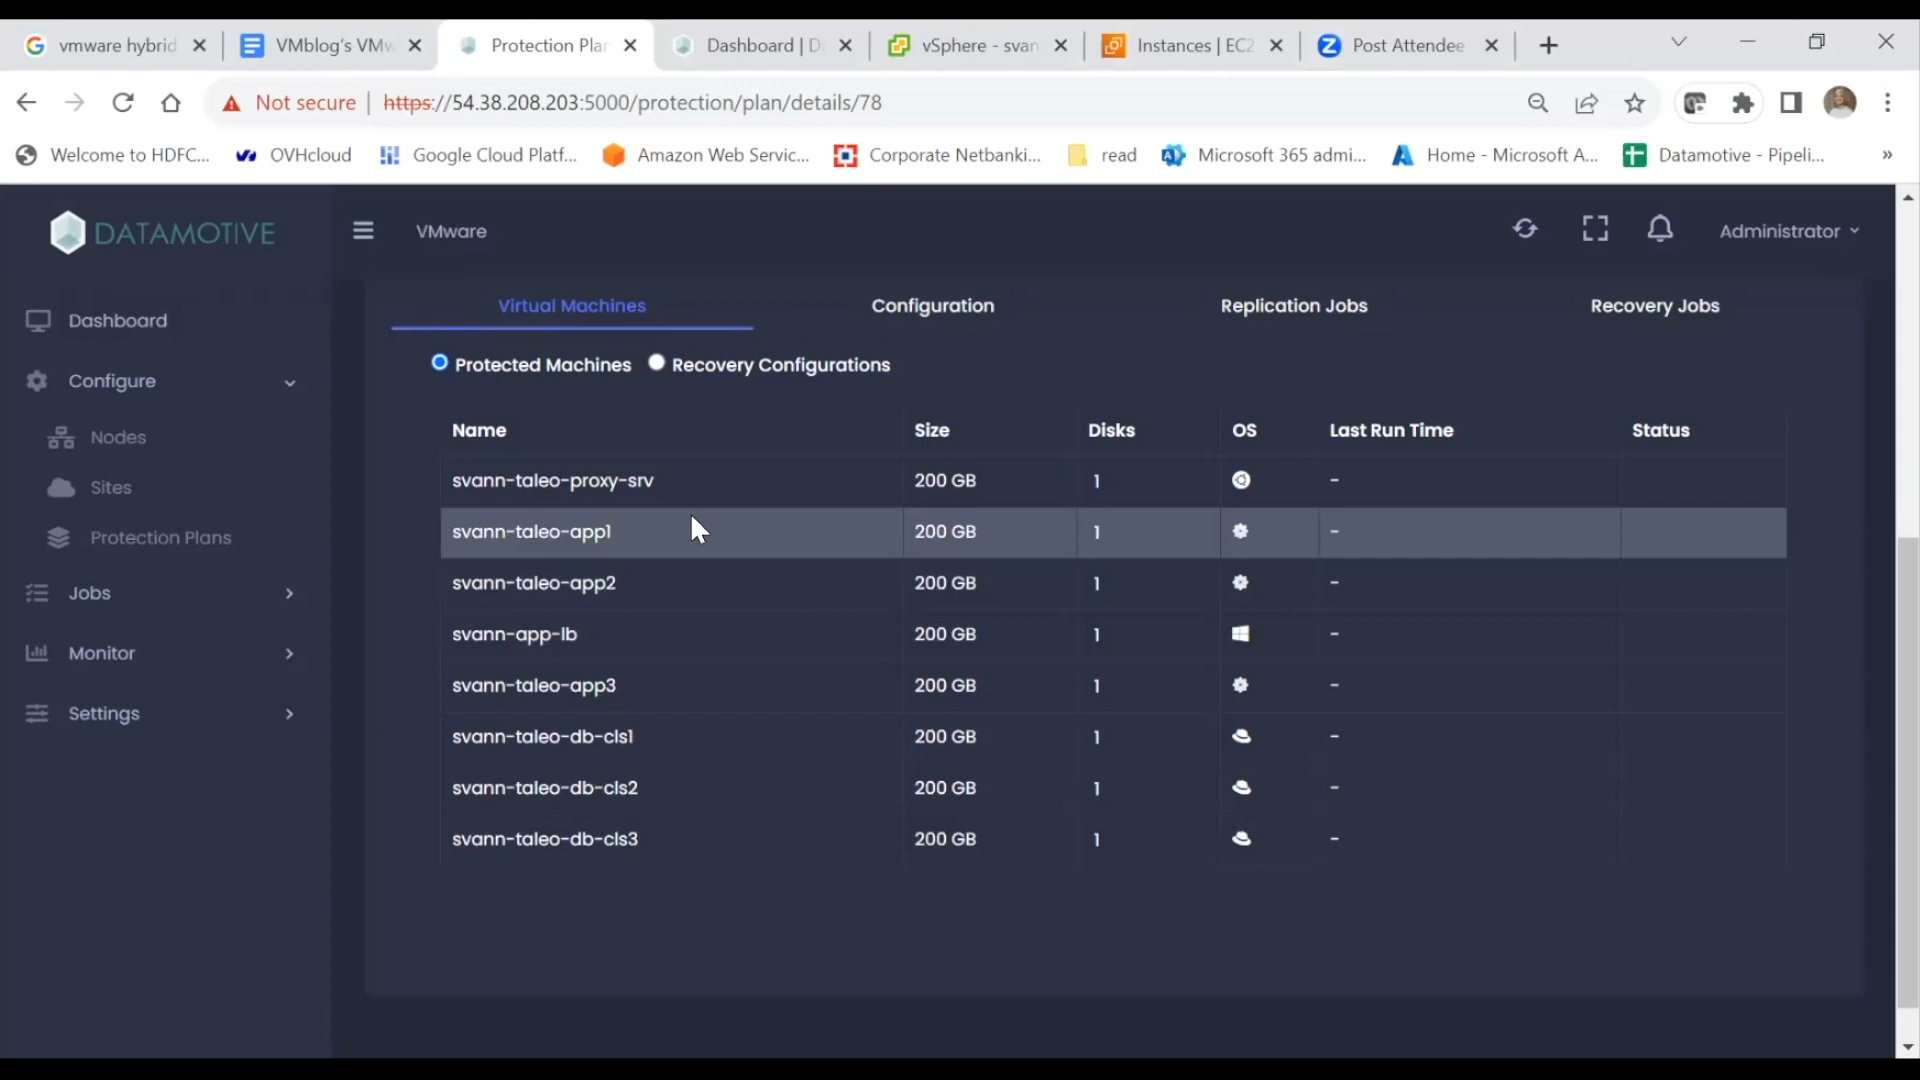 vmware hybrid VMblog's VMw Protection Plan Dashboard | D vSphere - svan Instances | EC2 Post Attendee
Not secure https://54.38.208.203:5000/protection/plan/details/78
Welcome to HDFC... OVHcloud Google Cloud Platf... Amazon Web Servic... Corporate Netbanki... read Microsoft 365 admi... Home - Microsoft A... Datamotive - Pipeli... »
DATAMOTIVE VMware Administrator
Virtual Machines Configuration Replication Jobs Recovery Jobs
Dashboard
Configure
Nodes
Sites
Protection Plans
Jobs
Monitor
Settings
Protected Machines Recovery Configurations
Name Size Disks OS Last Run Time Status
svann-taleo-proxy-srv 200 GB 1 -
svann-taleo-app1 200 GB 1 -
svann-taleo-app2 200 GB 1 -
svann-app-lb 200 GB 1 -
svann-taleo-app3 200 GB 1 -
svann-taleo-db-cls1 200 GB 1 -
svann-taleo-db-cls2 200 GB 1 -
svann-taleo-db-cls3 200 GB 1 -